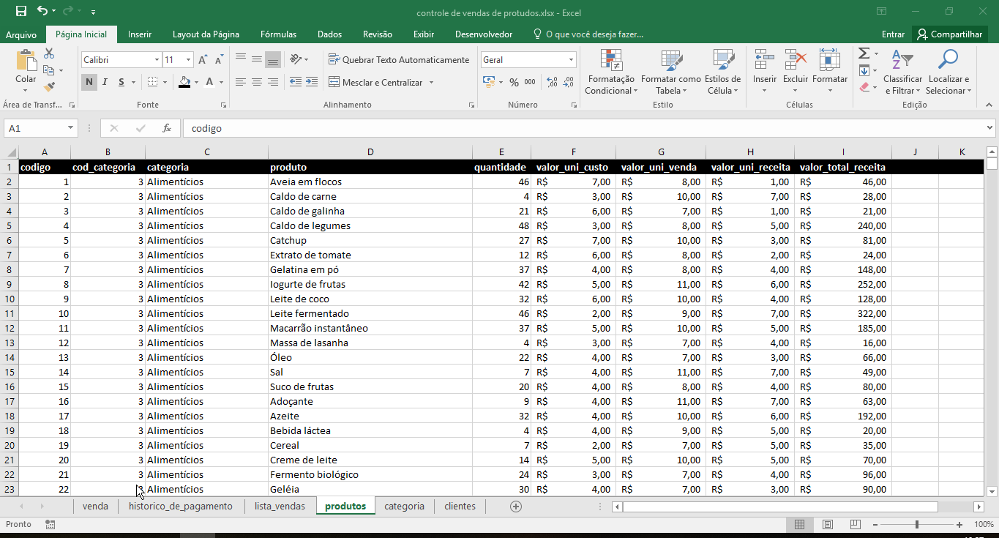 controle de vendas de protudos.xlsx - Excel
Arquivo Página Inicial Inserir Layout da Página Fórmulas Dados Revisão Exibir Desenvolvedor O que você deseja fazer... Entrar Compartilhar
Colar
Calibri 11
N I S A
Quebrar Texto Automaticamente
Mesclar e Centralizar
Geral
% 000
Formatação Condicional
Formatar como Tabela
Estilos de Célula
Inserir Excluir Formatar
Classificar e Filtrar
Localizar e Selecionar
Área de Transf... Fonte Alinhamento Número Estilo Células Edição
A1 fx codigo
A B C D E F G H I J K
1 codigo cod_categoria categoria produto quantidade valor_uni_custo valor_uni_venda valor_uni_receita valor_total_receita
2 1 3 Alimentícios Aveia em flocos 46 R$ 7,00 R$ 8,00 R$ 1,00 R$ 46,00
3 2 3 Alimentícios Caldo de carne 4 R$ 3,00 R$ 10,00 R$ 7,00 R$ 28,00
4 3 3 Alimentícios Caldo de galinha 21 R$ 6,00 R$ 7,00 R$ 1,00 R$ 21,00
5 4 3 Alimentícios Caldo de legumes 48 R$ 3,00 R$ 8,00 R$ 5,00 R$ 240,00
6 5 3 Alimentícios Catchup 27 R$ 7,00 R$ 10,00 R$ 3,00 R$ 81,00
7 6 3 Alimentícios Extrato de tomate 12 R$ 6,00 R$ 8,00 R$ 2,00 R$ 24,00
8 7 3 Alimentícios Gelatina em pó 37 R$ 4,00 R$ 8,00 R$ 4,00 R$ 148,00
9 8 3 Alimentícios Iogurte de frutas 42 R$ 5,00 R$ 11,00 R$ 6,00 R$ 252,00
10 9 3 Alimentícios Leite de coco 32 R$ 6,00 R$ 10,00 R$ 4,00 R$ 128,00
11 10 3 Alimentícios Leite fermentado 46 R$ 2,00 R$ 9,00 R$ 7,00 R$ 322,00
12 11 3 Alimentícios Macarrão instantâneo 37 R$ 5,00 R$ 10,00 R$ 5,00 R$ 185,00
13 12 3 Alimentícios Massa de lasanha 4 R$ 3,00 R$ 7,00 R$ 4,00 R$ 16,00
14 13 3 Alimentícios Óleo 22 R$ 4,00 R$ 7,00 R$ 3,00 R$ 66,00
15 14 3 Alimentícios Sal 7 R$ 4,00 R$ 11,00 R$ 7,00 R$ 49,00
16 15 3 Alimentícios Suco de frutas 20 R$ 4,00 R$ 8,00 R$ 4,00 R$ 80,00
17 16 3 Alimentícios Adoçante 9 R$ 4,00 R$ 11,00 R$ 7,00 R$ 63,00
18 17 3 Alimentícios Azeite 32 R$ 4,00 R$ 10,00 R$ 6,00 R$ 192,00
19 18 3 Alimentícios Bebida láctea 4 R$ 4,00 R$ 9,00 R$ 5,00 R$ 20,00
20 19 3 Alimentícios Cereal 7 R$ 2,00 R$ 7,00 R$ 5,00 R$ 35,00
21 20 3 Alimentícios Creme de leite 14 R$ 5,00 R$ 10,00 R$ 5,00 R$ 70,00
22 21 3 Alimentícios Fermento biológico 24 R$ 3,00 R$ 7,00 R$ 4,00 R$ 96,00
23 22 3 Alimentícios Geléia 30 R$ 4,00 R$ 7,00 R$ 3,00 R$ 90,00
venda historico_de_pagamento lista_vendas produtos categoria clientes
Pronto 100%